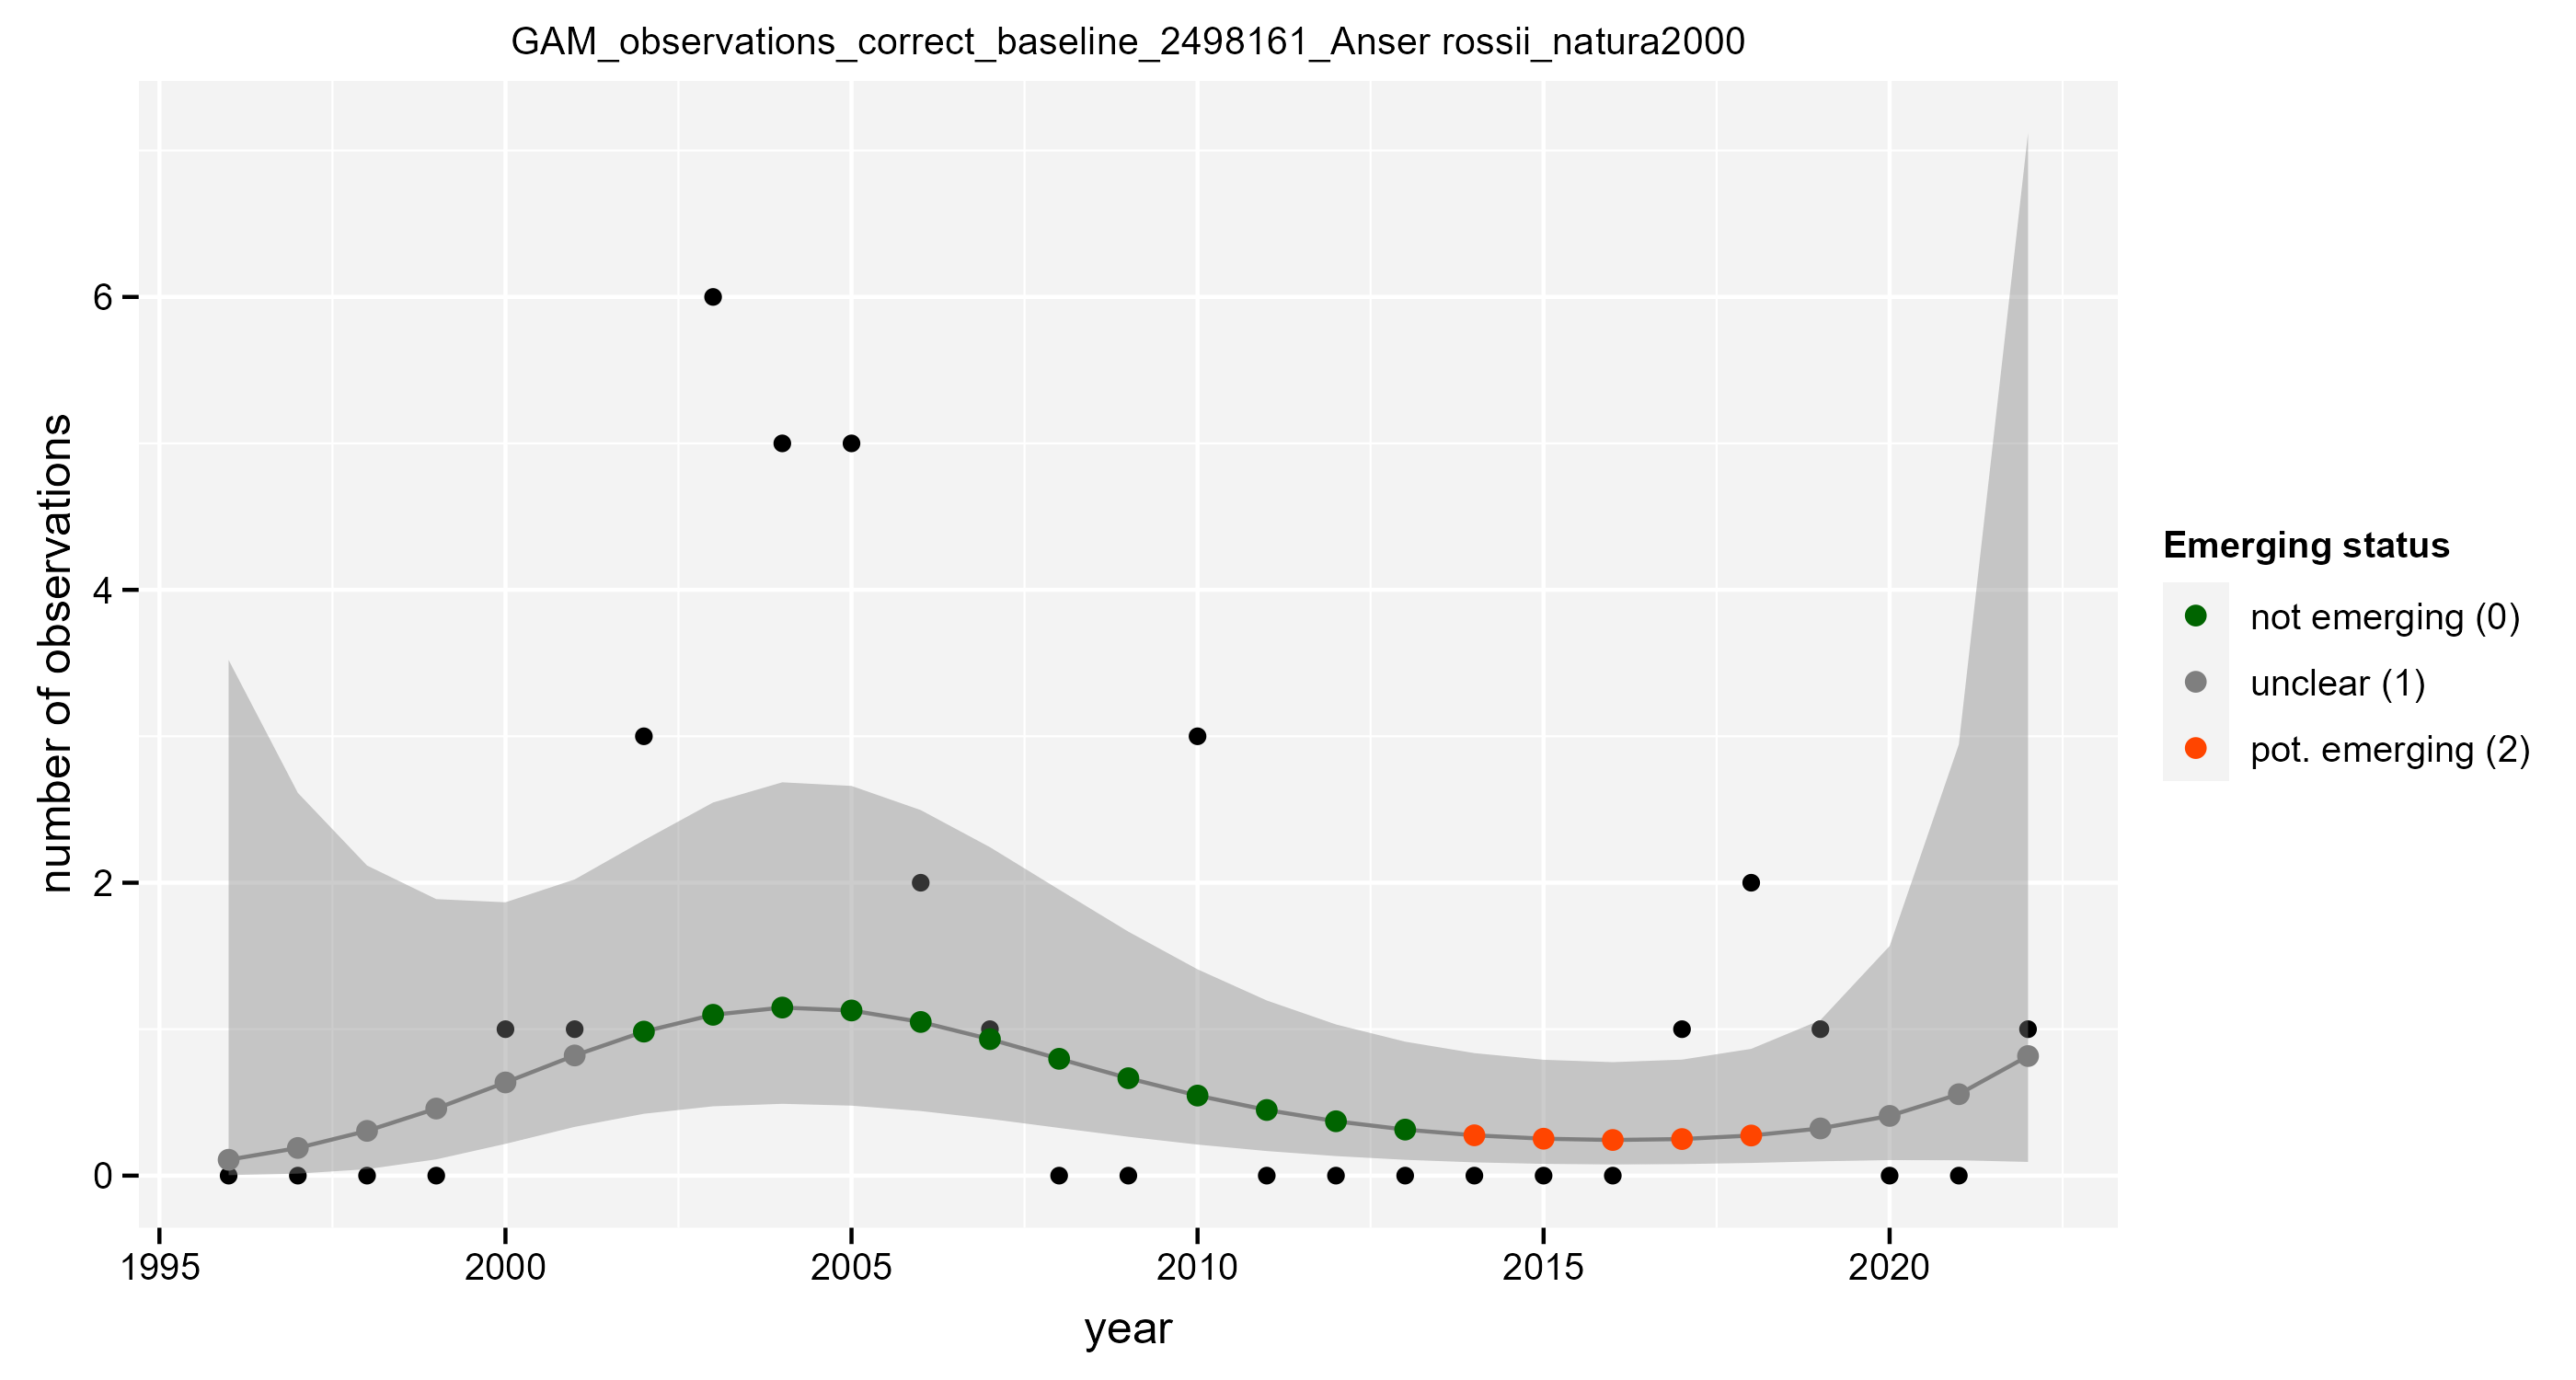 GAM_observations_correct_baseline_2498161_Anser rossii_natura2000
number of observations
6
4
2
0
1995 2000 2005 2010 2015 2020
year
Emerging status
not emerging (0)
unclear (1)
pot. emerging (2)